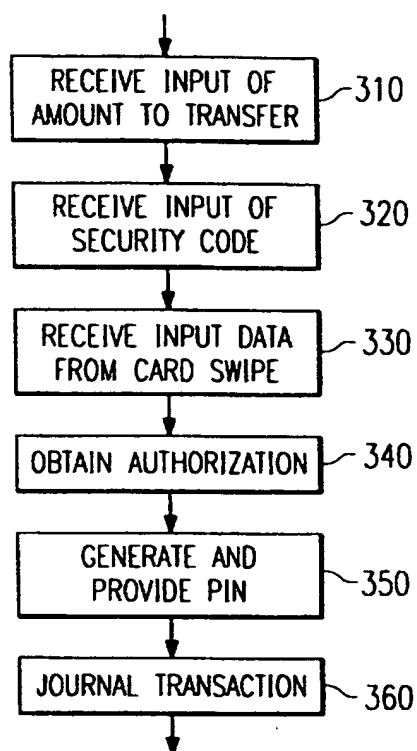 RECEIVE INPUT OF
AMOUNT TO TRANSFER
310
RECEIVE INPUT OF
SECURITY CODE
320
RECEIVE INPUT DATA
FROM CARD SWIPE
330
OBTAIN AUTHORIZATION
340
GENERATE AND
PROVIDE PIN
350
JOURNAL TRANSACTION
360